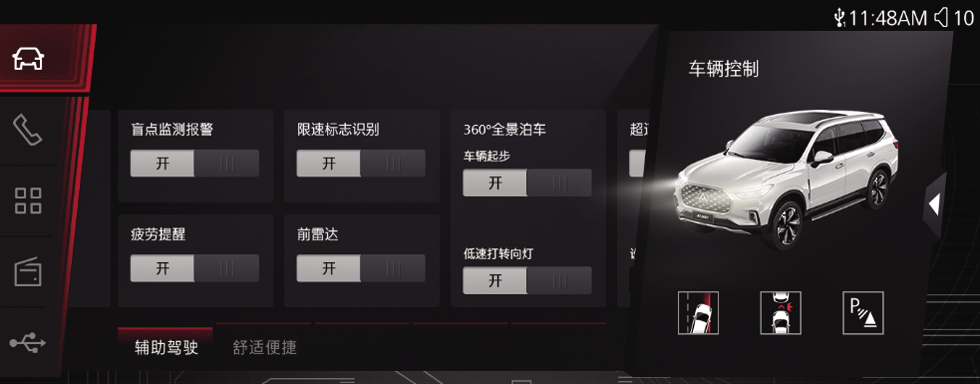 11:48AM 10
车辆控制
盲点监测报警
开
限速标志识别
开
360°全景泊车
车辆起步
开
低速打转向灯
开
疲劳提醒
开
前雷达
开
辅助驾驶
舒适便捷
P